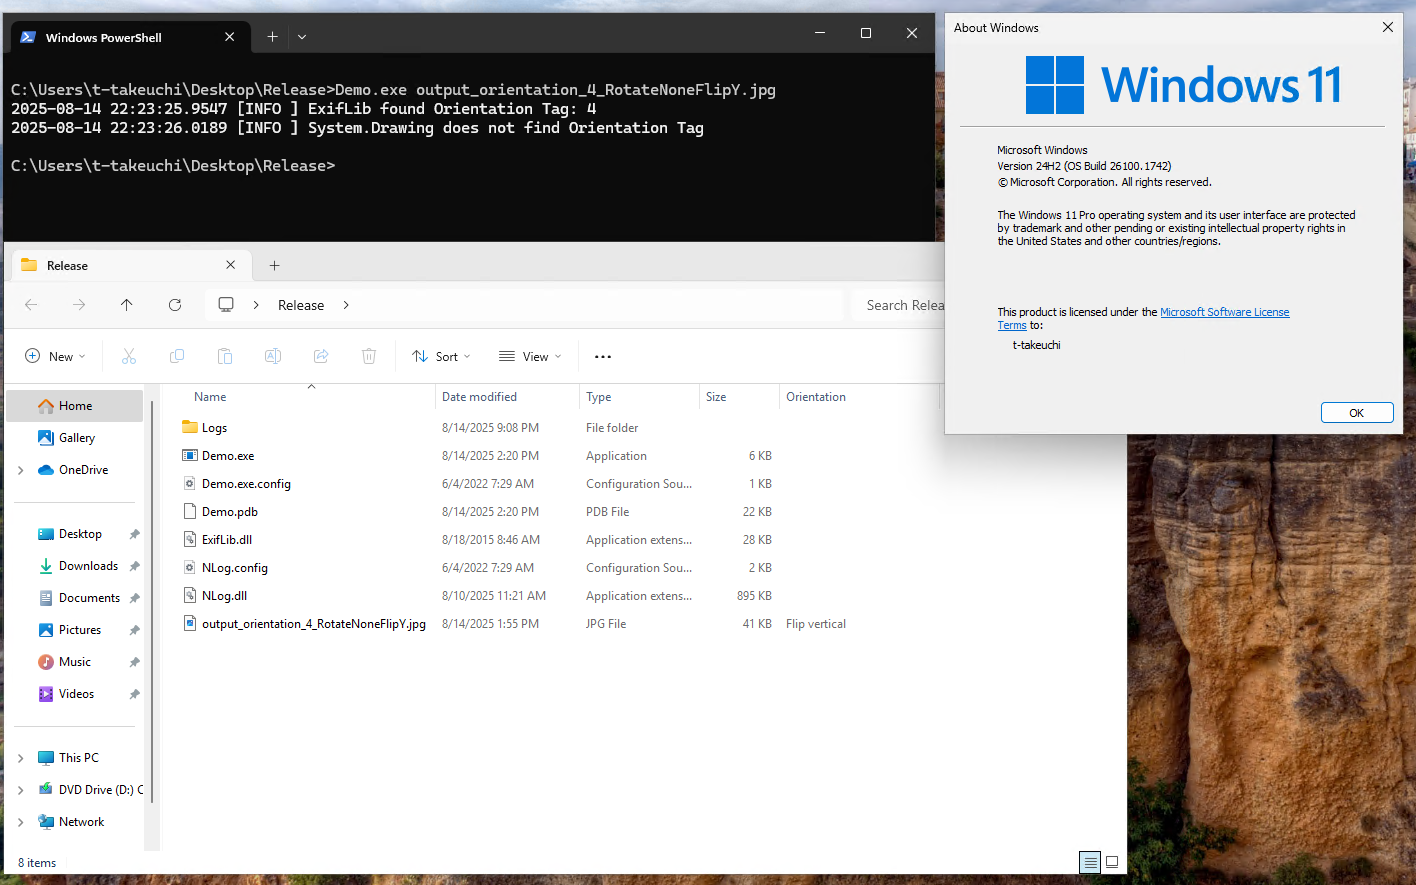 Windows PowerShell
C:\Users\t-takeuchi\Desktop\Release>Demo.exe output_orientation_4_RotateNoneFlipY.jpg
2025-08-14 22:23:25.9547 [INFO ] ExifLib found Orientation Tag: 4
2025-08-14 22:23:26.0189 [INFO ] System.Drawing does not find Orientation Tag
C:\Users\t-takeuchi\Desktop\Release>
About Windows
Windows 11
Microsoft Windows
Version 24H2 (OS Build 26100.1742)
© Microsoft Corporation. All rights reserved.
The Windows 11 Pro operating system and its user interface are protected
by trademark and other pending or existing intellectual property rights in
the United States and other countries/regions.
This product is licensed under the Microsoft Software License
Terms to:
t-takeuchi
OK
Release
Release
Search Relea
New
Sort
View
Name Date modified Type Size Orientation
Logs 8/14/2025 9:08 PM File folder
Demo.exe 8/14/2025 2:20 PM Application 6 KB
Demo.exe.config 6/4/2022 7:29 AM Configuration Sou... 1 KB
Demo.pdb 8/14/2025 2:20 PM PDB File 22 KB
ExifLib.dll 8/18/2015 8:46 AM Application extens... 28 KB
NLog.config 6/4/2022 7:29 AM Configuration Sou... 2 KB
NLog.dll 8/10/2025 11:21 AM Application extens... 895 KB
output_orientation_4_RotateNoneFlipY.jpg 8/14/2025 1:55 PM JPG File 41 KB Flip vertical
Home
Gallery
OneDrive
Desktop
Downloads
Documents
Pictures
Music
Videos
This PC
DVD Drive (D:) C
Network
8 items